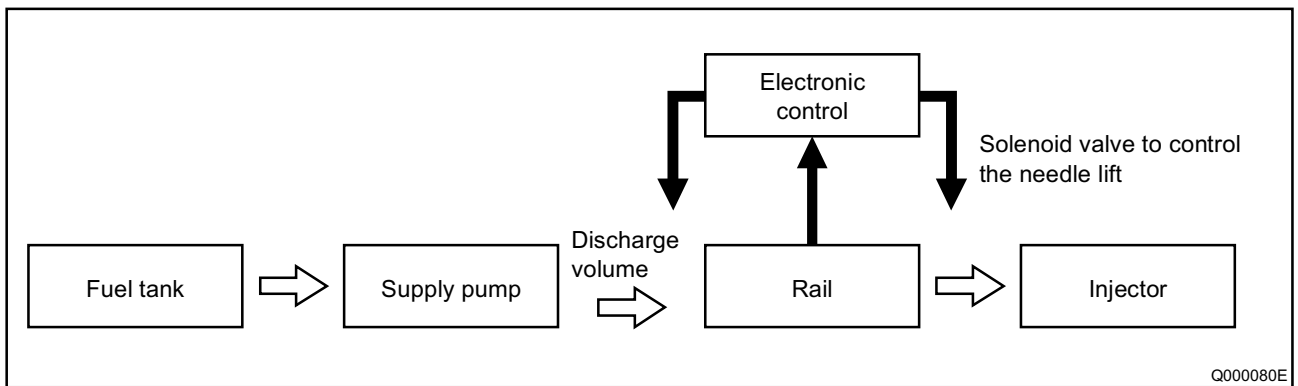 Electronic
control
Solenoid valve to control
the needle lift
Discharge
volume
Fuel tank
Supply pump
Rail
Injector
Q000080E